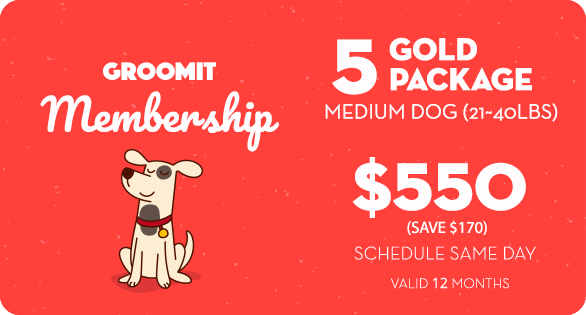 GROOMIT
Membership
5 GOLD
PACKAGE
MEDIUM DOG (21~40LBS)
$550
(SAVE $170)
SCHEDULE SAME DAY
VALID 12 MONTHS